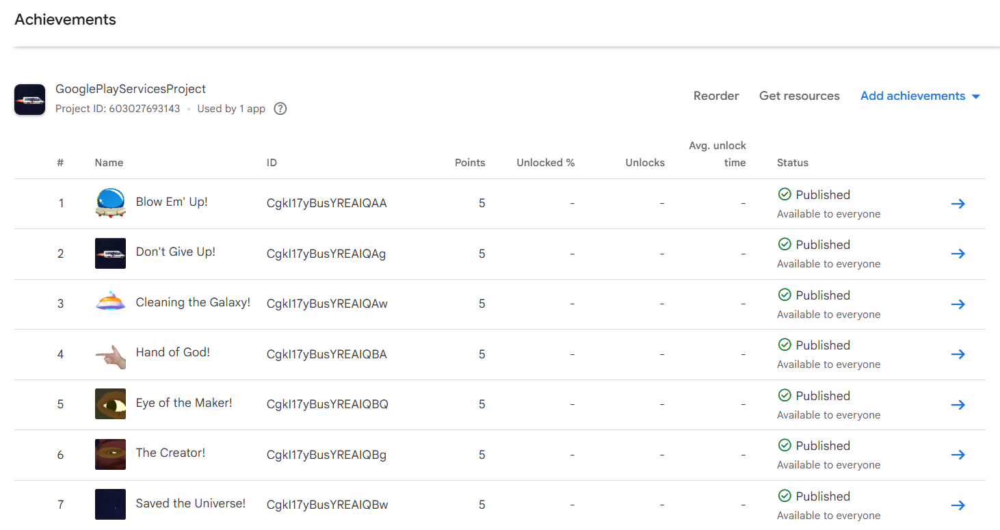 Achievements
GooglePlayServicesProject
Project ID: 603027693143 • Used by 1 app ?
Reorder Get resources Add achievements
# Name ID Points Unlocked % Unlocks Avg. unlock time Status
1 Blow Em' Up! CgkI17yBusYREAIQAA 5 - - - Published
Available to everyone
2 Don't Give Up! CgkI17yBusYREAIQAg 5 - - - Published
Available to everyone
3 Cleaning the Galaxy! CgkI17yBusYREAIQAw 5 - - - Published
Available to everyone
4 Hand of God! CgkI17yBusYREAIQBA 5 - - - Published
Available to everyone
5 Eye of the Maker! CgkI17yBusYREAIQBQ 5 - - - Published
Available to everyone
6 The Creator! CgkI17yBusYREAIQBg 5 - - - Published
Available to everyone
7 Saved the Universe! CgkI17yBusYREAIQBw 5 - - - Published
Available to everyone